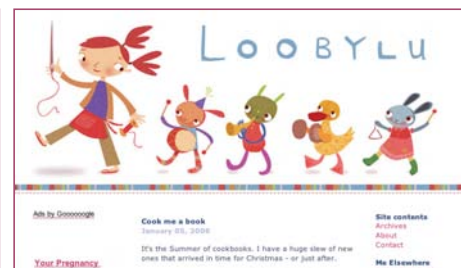 LOOBYLU
Ads by Goooooogle
Your Pregnancy
Cook me a book
January 05, 2006
It's the Summer of cookbooks. I have a huge slew of new
ones that arrived in time for Christmas - or just after.
Site contents
Archives
About
Contact
Me Elsewhere